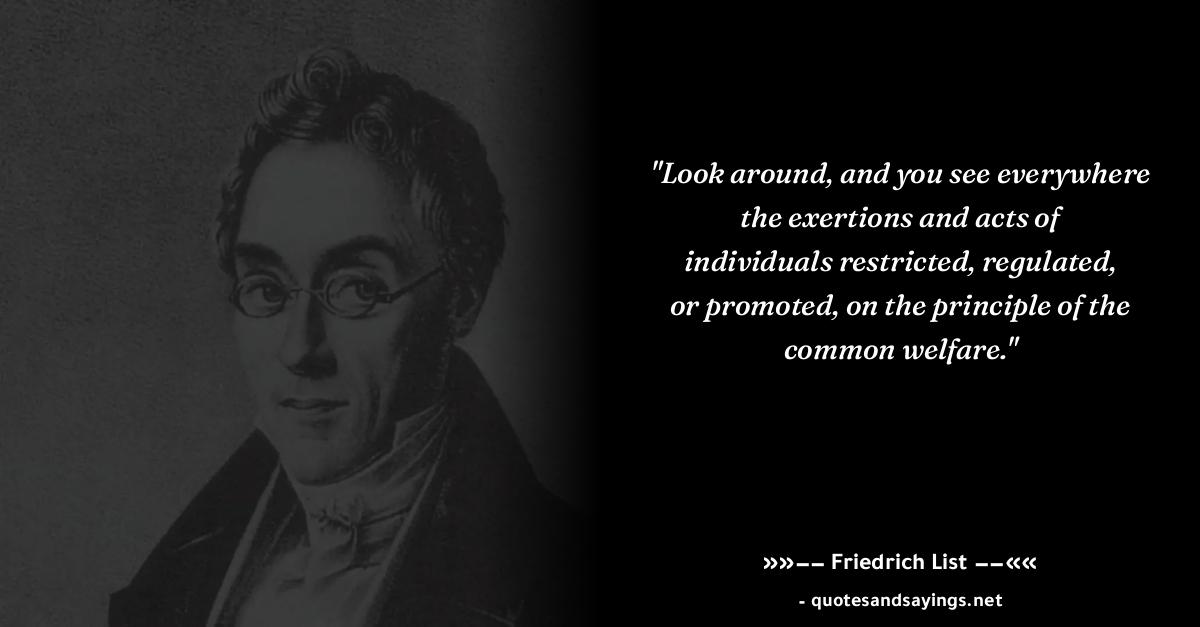 "Look around, and you see everywhere
the exertions and acts of
individuals restricted, regulated,
or promoted, on the principle of the
common welfare."
»»−− Friedrich List −−««
- quotesandsayings.net